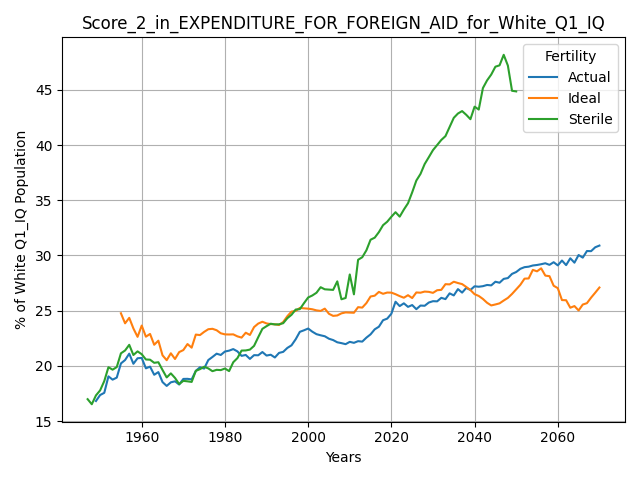 Score_2_in_EXPENDITURE_FOR_FOREIGN_AID_for_White_Q1_IQ
Fertility
Actual
Ideal
Sterile
% of White Q1_IQ Population
45
40
35
30
25
20
15
1960 1980 2000 2020 2040 2060
Years